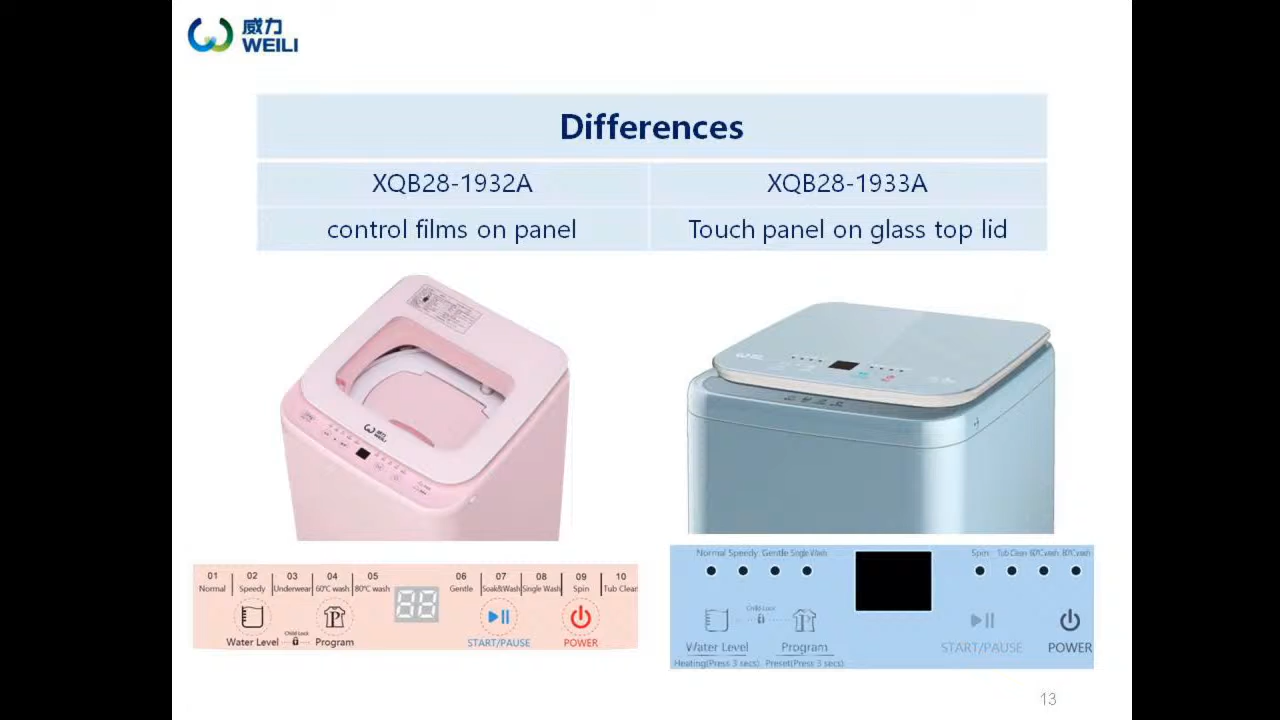 威力
WEILI
Differences
XQB28-1932A
XQB28-1933A
control films on panel
Touch panel on glass top lid
WEILI
01 02 03 04 05 06 07 08 09 10
Normal Speedy Underwear 60℃ wash 80℃ wash Gentle Soak&Wash Single Wash Spin Tub Clean
88
Child Lock
Water Level Program START/PAUSE POWER
Normal Speedy Gentle Single Wash Spin Tub Clean 60℃wash 80℃wash
Child Lock
Water Level Program START/PAUSE POWER
Heating(Press 3 secs) Preset(Press 3 secs)
13